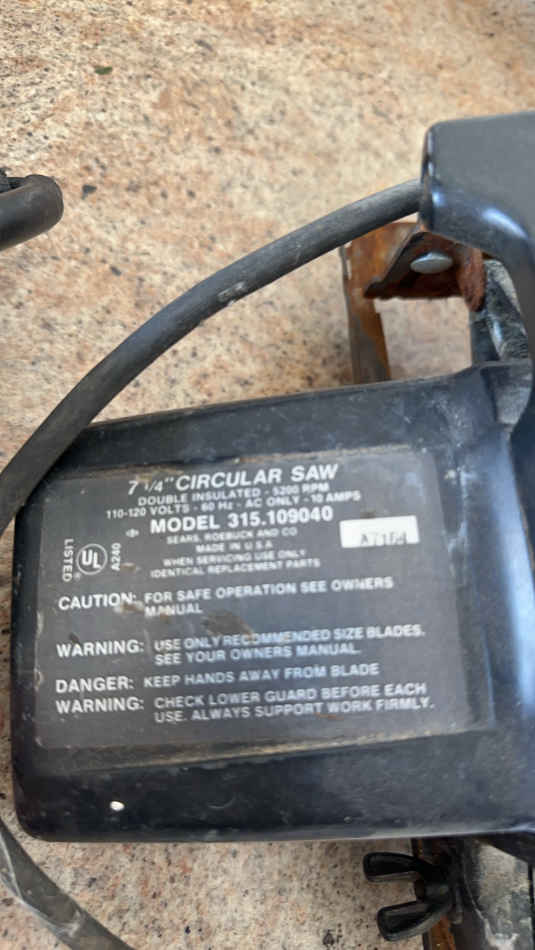 7 1/4" CIRCULAR SAW
DOUBLE INSULATED - 5200 RPM
110-120 VOLTS - 60 Hz - AC ONLY - 10 AMPS
MODEL 315.109040
SEARS, ROEBUCK AND CO
MADE IN U.S.A.
WHEN SERVICING USE ONLY
IDENTICAL REPLACEMENT PARTS
LISTED
UL
A240
CAUTION: FOR SAFE OPERATION SEE OWNERS
MANUAL
WARNING: USE ONLY RECOMMENDED SIZE BLADES.
SEE YOUR OWNERS MANUAL.
DANGER: KEEP HANDS AWAY FROM BLADE
WARNING: CHECK LOWER GUARD BEFORE EACH
USE. ALWAYS SUPPORT WORK FIRMLY.